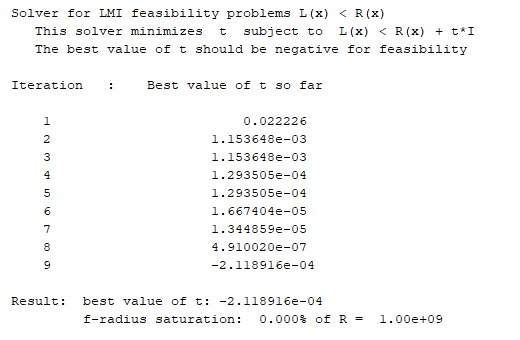 Solver for LMI feasibility problems L(x) < R(x)
This solver minimizes t subject to L(x) < R(x) + t*I
The best value of t should be negative for feasibility
Iteration : Best value of t so far
1 0.022226
2 1.153648e-03
3 1.153648e-03
4 1.293505e-04
5 1.293505e-04
6 1.667404e-05
7 1.344859e-05
8 4.910020e-07
9 -2.118916e-04
Result: best value of t: -2.118916e-04
f-radius saturation: 0.000% of R = 1.00e+09